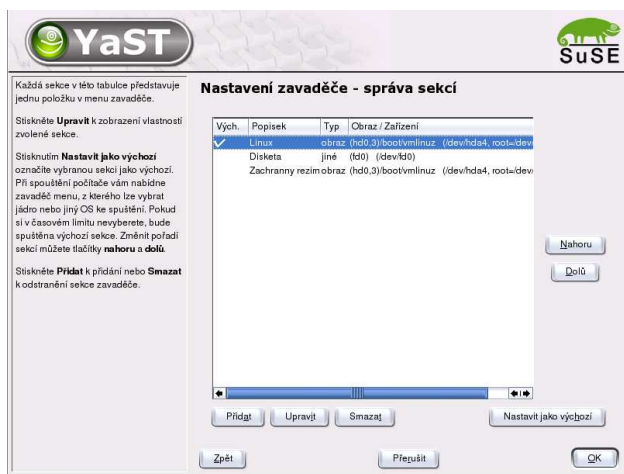 YaST
SuSE
Každá sekce v této tabulce představuje
jednu položku v menu zavaděče.
Stiskněte Upravit k zobrazení vlastností
zvolené sekce.
Stisknutím Nastavit jako výchozí
označíte vybranou sekci jako výchozí.
Při spouštění počítače vám nabídne
zavaděč menu, z kterého lze vybrat
jádro nebo jiný OS ke spuštění. Pokud
si v časovém limitu nevyberete, bude
spuštěna výchozí sekce. Změnit pořadí
sekcí můžete tlačítky nahoru a dolů.
Stiskněte Přidat k přidání nebo Smazat
k odstranění sekce zavaděče.
Nastavení zavaděče - správa sekcí
Vých. Popisek Typ Obraz / Zařízení
Linux obraz (hd0,3)/boot/vmlinuz (/dev/hda4, root=/dev/
Disketa jiné (fd0) (/dev/fd0)
Zachranny rezim obraz (hd0,3)/boot/vmlinuz (/dev/hda4, root=/dev/
Nahoru
Dolů
Přidat Upravit Smazat Nastavit jako výchozí
Zpět Přerušit OK